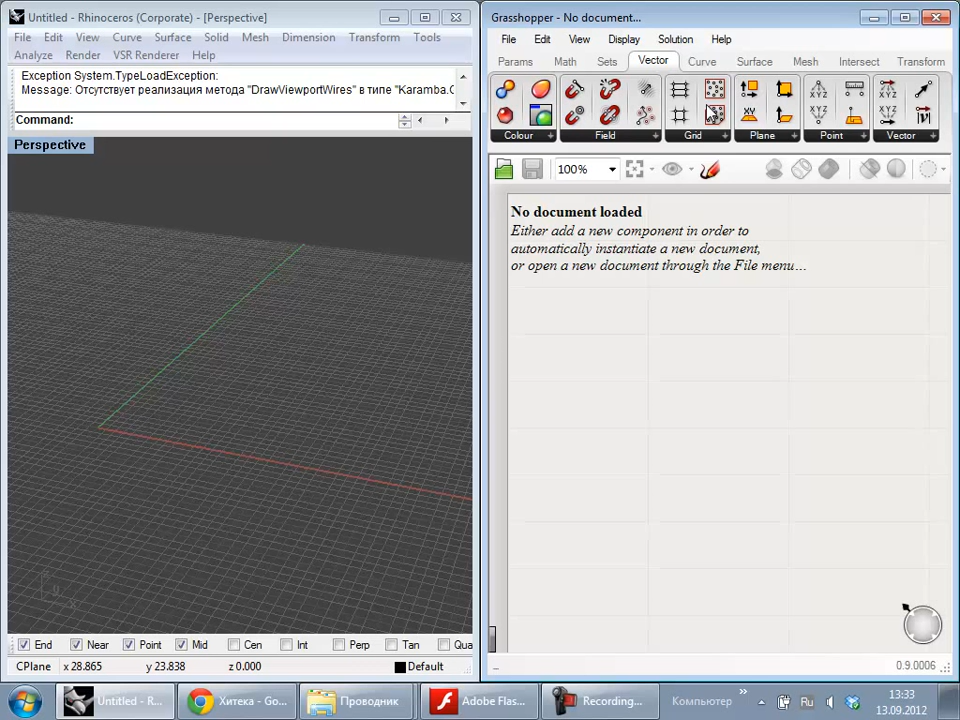 Untitled - Rhinoceros (Corporate) - [Perspective]
File Edit View Curve Surface Solid Mesh Dimension Transform Tools
Analyze Render VSR Renderer Help
Exception System.TypeLoadException:
Message: Отсутствует реализация метода "DrawViewportWires" в типе "Karamba.
Command:
Perspective
y
x
End Near Point Mid Cen Int Perp Tan Qua
CPlane x 28.865 y 23.838 z 0.000 Default
Grasshopper - No document...
File Edit View Display Solution Help
Params Math Sets Vector Curve Surface Mesh Intersect Transform
XYZ XYZ
XY XYZ XYZ V
Colour Field Grid Plane Point Vector
100%
No document loaded
Either add a new component in order to
automatically instantiate a new document,
or open a new document through the File menu…
0.9.0006
Untitled - R... Хитека - Go... Проводник Adobe Flas... Recording... Компьютер » Ru 13:33
13.09.2012